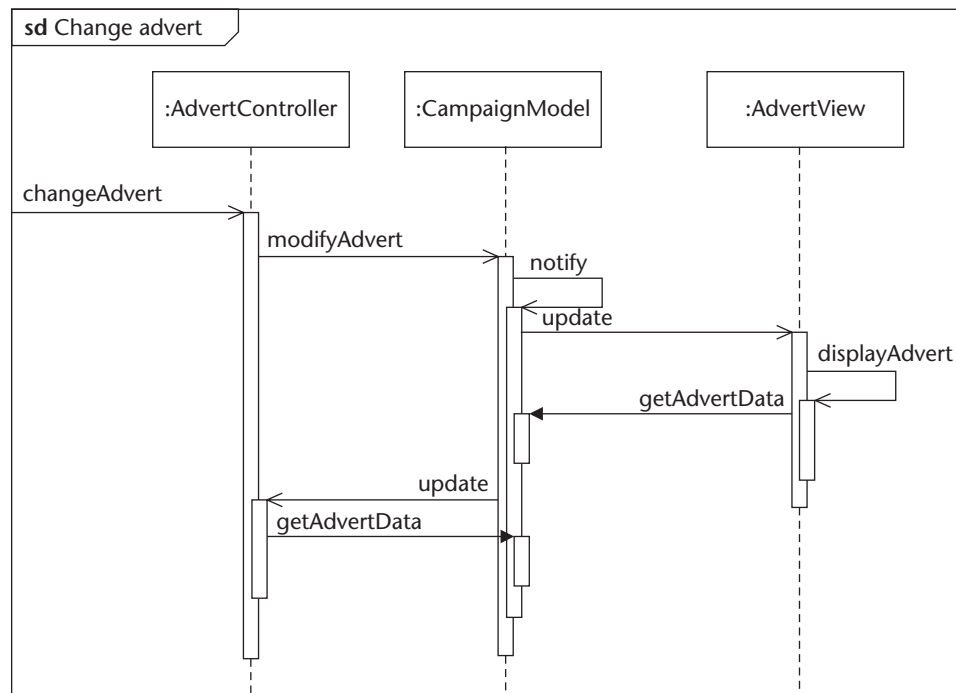 sd Change advert
:AdvertController
:CampaignModel
:AdvertView
changeAdvert
modifyAdvert
notify
update
displayAdvert
getAdvertData
update
getAdvertData